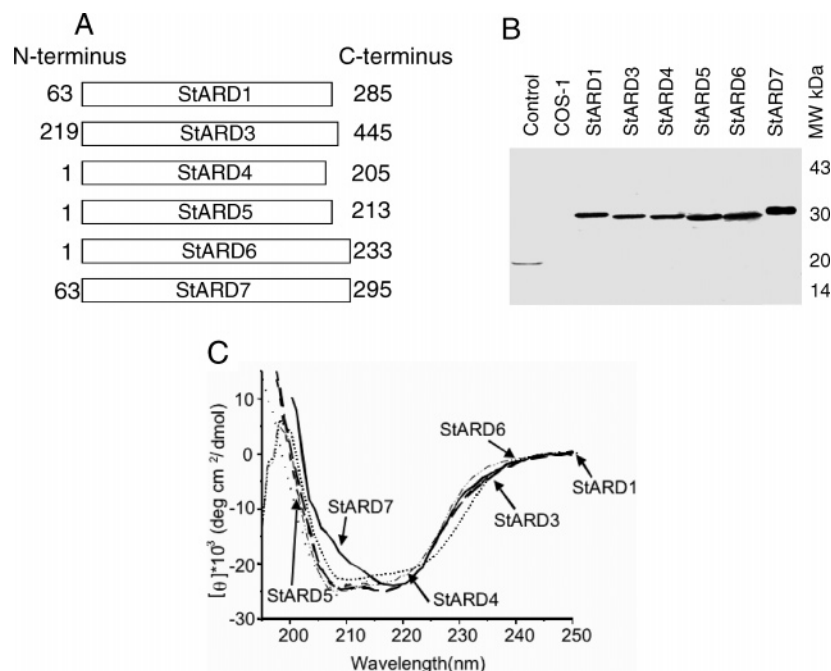 A
N-terminus C-terminus
63 StARD1 285
219 StARD3 445
1 StARD4 205
1 StARD5 213
1 StARD6 233
63 StARD7 295
B
Control
COS-1
StARD1
StARD3
StARD4
StARD5
StARD6
StARD7
MW kDa
43
30
20
14
C
[θ]*10³ (deg cm²/dmol)
10
0
-10
-20
-30
StARD6
StARD1
StARD7
StARD3
StARD5
StARD4
200 210 220 230 240 250
Wavelength(nm)